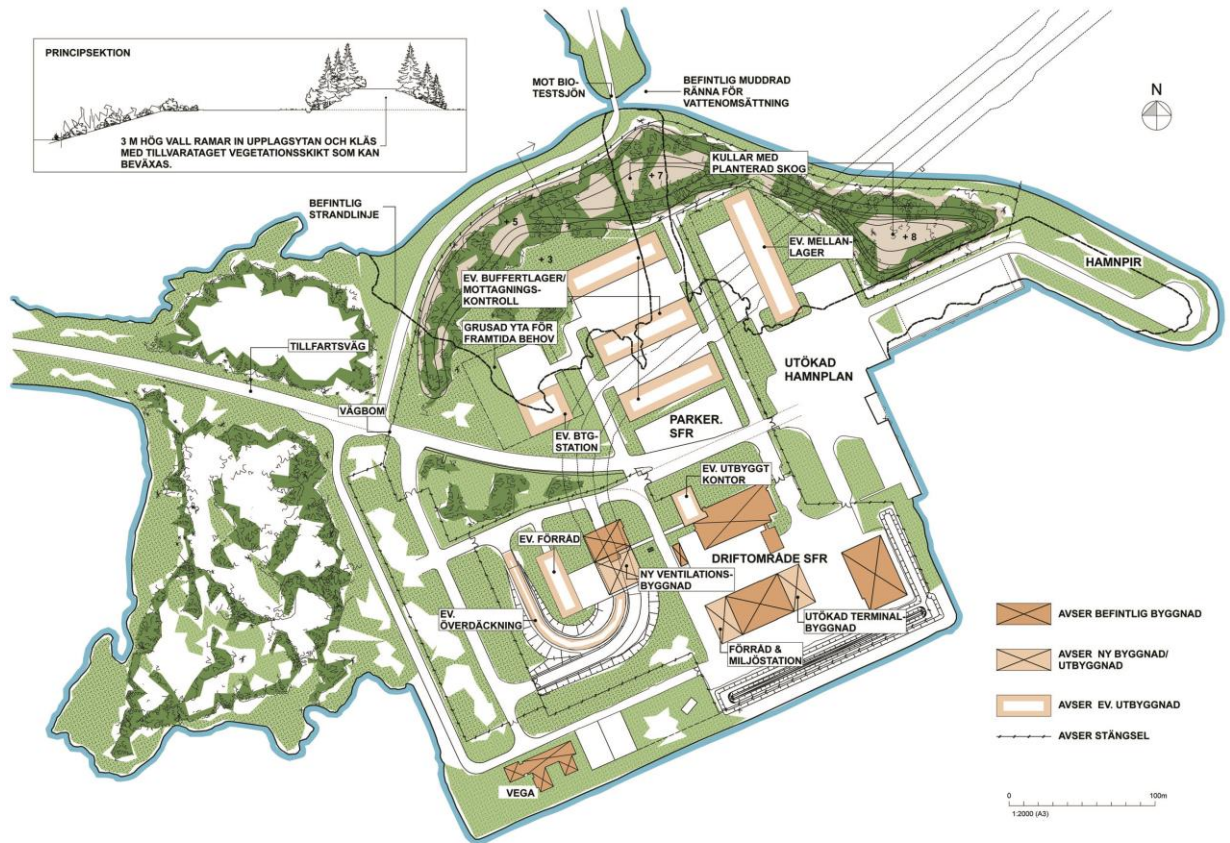 PRINCIPSEKTION
3 M HÖG VALL RAMAR IN UPPLAGSYTAN OCH KLÄS
MED TILLVARATAGET VEGETATIONSSKIKT SOM KAN
BEVÄXAS.
MOT BIO-
TESTSJÖN
BEFINTLIG MUDDRAD
RÄNNA FÖR
VATTENOMSÄTTNING
N
KULLAR MED
PLANTERAD SKOG
+ 7
BEFINTLIG
STRANDLINJE
+ 5
+ 8
EV. MELLAN-
LAGER
+ 3
HAMNPIR
EV. BUFFERTLAGER/
MOTTAGNINGS-
KONTROLL
GRUSAD YTA FÖR
FRAMTIDA BEHOV
TILLFARTSVÄG
UTÖKAD
HAMNPLAN
VÄGBOM
PARKER.
SFR
EV. BTG-
STATION
EV. UTBYGGT
KONTOR
EV. FÖRRÅD
DRIFTOMRÅDE SFR
NY VENTILATIONS-
BYGGNAD
EV.
ÖVERDÄCKNING
UTÖKAD TERMINAL-
BYGGNAD
FÖRRÅD &
MILJÖSTATION
VEGA
AVSER BEFINTLIG BYGGNAD
AVSER NY BYGGNAD/
UTBYGGNAD
AVSER EV. UTBYGGNAD
AVSER STÄNGSEL
0 100m
1:2000 (A3)